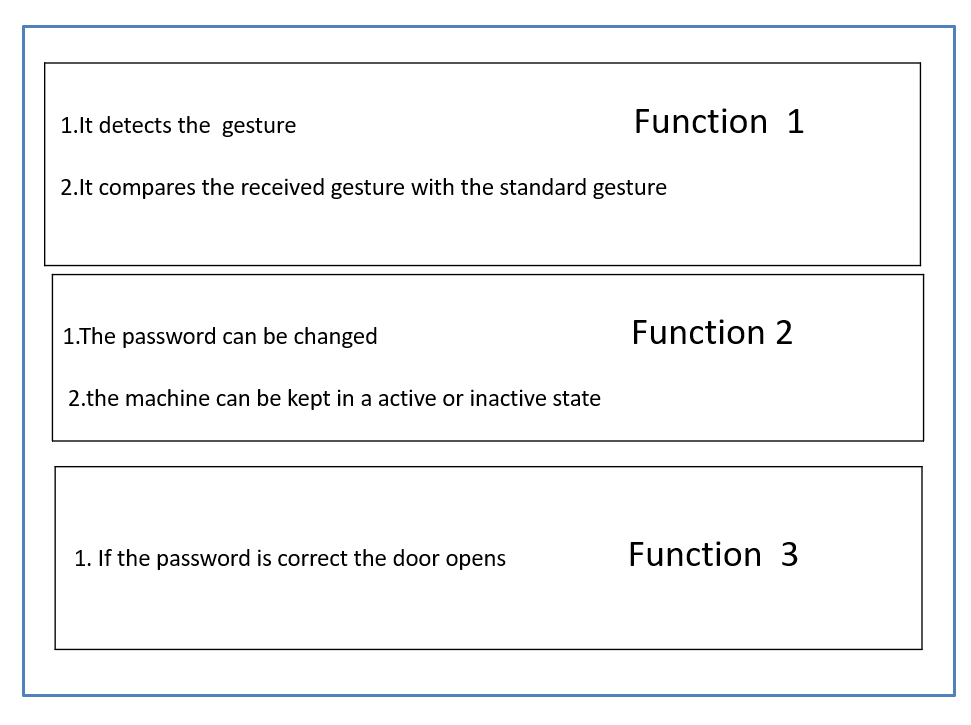 1.It detects the  gesture
Function  1
2.It compares the received gesture with the standard gesture
1.The password can be changed
Function 2
2.the machine can be kept in a active or inactive state
1. If the password is correct the door opens
Function  3